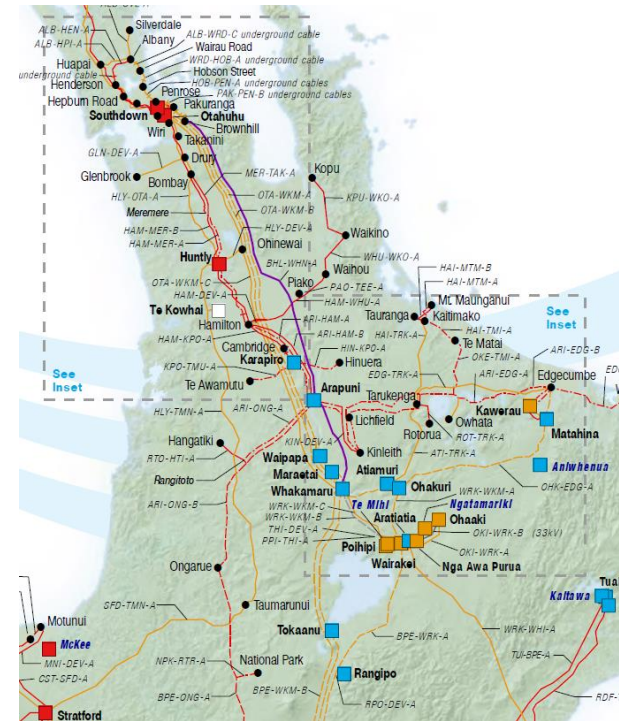 Silverdale
ALB-HEN-A
Albany
ALB-HPI-A
ALB-WRD-C underground cable
Wairau Road
Huapai
WRD-HOB-A underground cable
underground cable
Hobson Street
Henderson
HOB-PEN-A underground cables
Penrose
PAK-PEN-B underground cables
Hepburn Road
Pakuranga
Southdown
Otahuhu
Wiri
Brownhill
Takanini
GLN-DEV-A
Drury
Glenbrook
Bombay
MER-TAK-A
Kopu
HLY-OTA-A
OTA-WKM-A
KPU-WKO-A
Meremere
OTA-WKM-B
HAM-MER-B
HLY-DEV-A
Waikino
HAM-MER-A
Ohinewai
WHU-WKO-A
Huntly
BHL-WHN-A
Waihou
HAI-MTM-B
OTA-WKM-C
Piako
PAO-TEE-A
HAI-MTM-A
HAM-DEV-A
HAM-WHU-A
Mt. Maunganui
Te Kowhai
Tauranga
Kaitimako
See
Inset
Hamilton
ARI-HAM-A
HAI-TRK-A
HAI-TMI-A
HAM-KPO-A
ARI-HAM-B
Te Matai
Cambridge
HIN-KPO-A
OKE-TMI-A
ARI-EDG-B
Karapiro
Hinuera
KPO-TMU-A
EDG-TRK-A
ARI-EDG-A
Edgecumbe
See
Inset
Te Awamutu
Arapuni
Tarukenga
EDG
Kawerau
HLY-TMN-A
ARI-ONG-A
Lichfield
Owhata
Matahina
Rotorua
ROT-TRK-A
Hangatiki
KIN-DEV-A
Kinleith
ATI-TRK-A
RTO-HTI-A
Waipapa
Atiamuri
Aniwhenua
Rangitoto
Maraetai
Ohakuri
OHK-EDG-A
Whakamaru
ARI-ONG-B
Te Mihi
WRK-WKM-A
WRK-WKM-C
Ngatamariki
WRK-WKM-B
Aratiatia
Ohaaki
THI-DEV-A
OKI-WRK-B (33kV)
PPI-THI-A
Poihipi
OKI-WRK-A
Wairakei
Nga Awa Purua
Ongarue
Kaitawa
Tuai
SFD-TMN-A
Taumarunui
Motunui
Tokaanu
BPE-WRK-A
WRK-WHI-A
McKee
TUI-BPE-A
MNI-DEV-A
NPK-RTR-A
National Park
CST-SFD-A
Rangipo
BPE-ONG-A
BPE-WKM-B
RPO-DEV-A
RDF-
Stratford